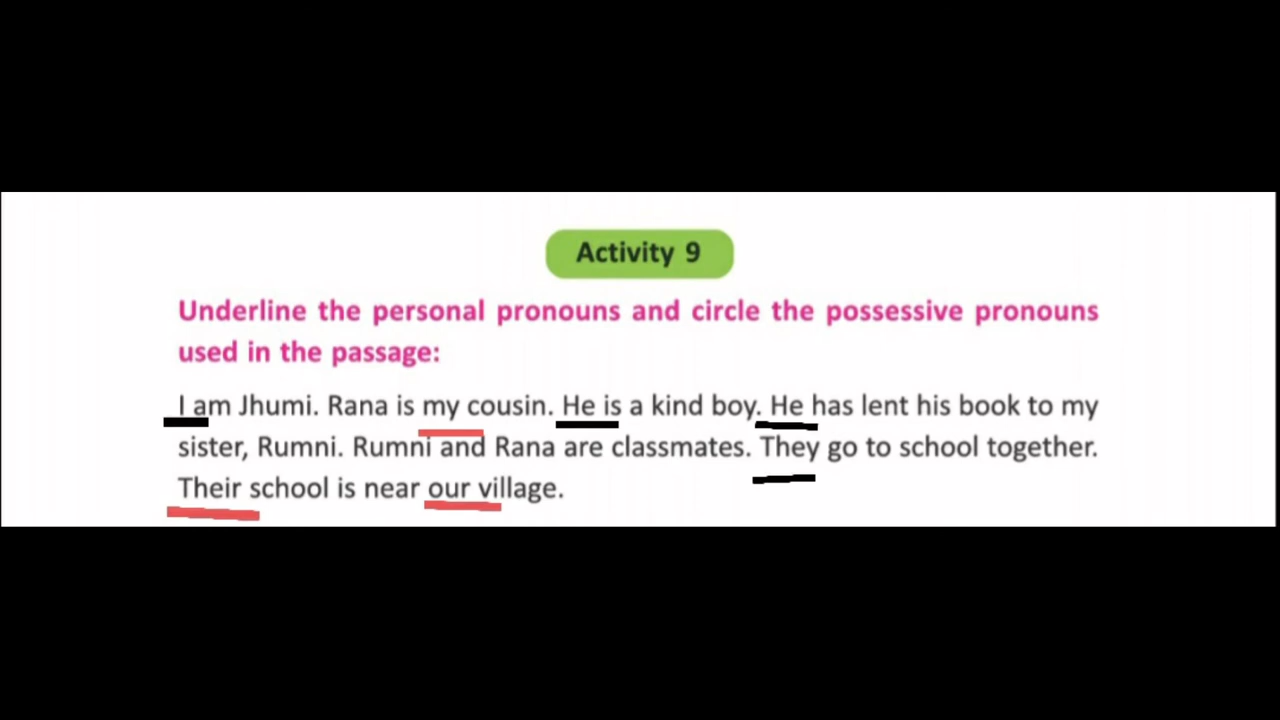 Activity 9
Underline the personal pronouns and circle the possessive pronouns
used in the passage:
I am Jhumi. Rana is my cousin. He is a kind boy. He has lent his book to my
sister, Rumni. Rumni and Rana are classmates. They go to school together.
Their school is near our village.